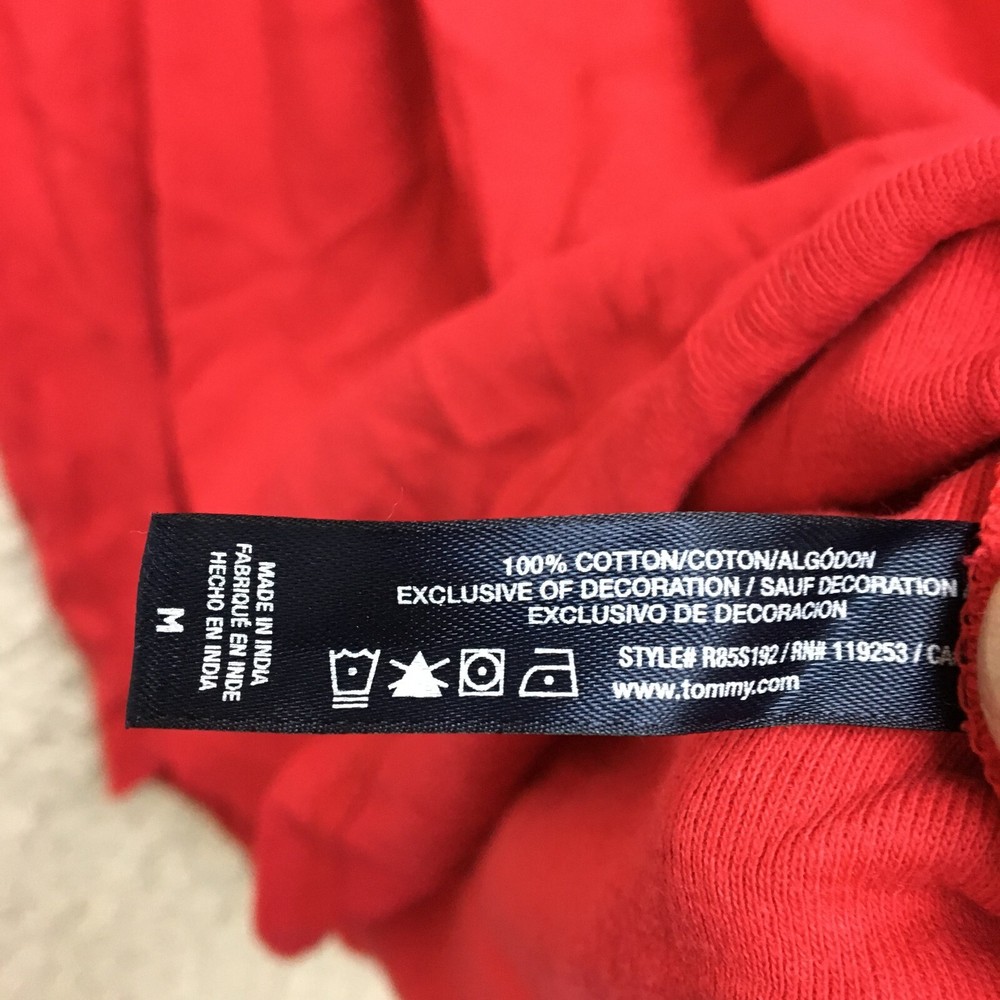 100% COTTON/COTON/ALGÓDON
EXCLUSIVE OF DECORATION / SAUF DECORATION
EXCLUSIVO DE DECORACION
STYLE# R85S192 / RN# 119253 / CA
www.tommy.com
MADE IN INDIA
FABRIQUÉ EN INDE
HECHO EN INDIA
M